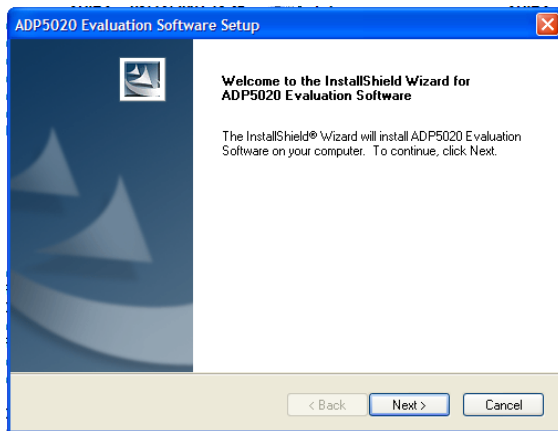 ADP5020 Evaluation Software Setup
Welcome to the InstallShield Wizard for
ADP5020 Evaluation Software
The InstallShield® Wizard will install ADP5020 Evaluation
Software on your computer. To continue, click Next.
< Back Next > Cancel